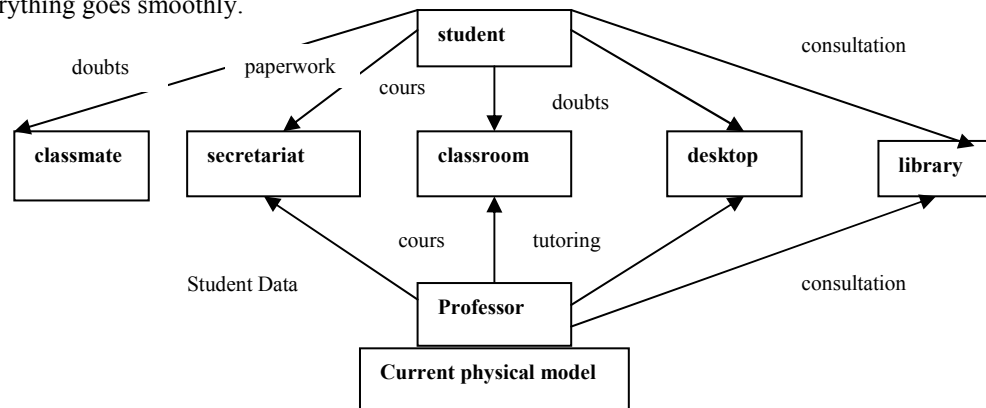 rything goes smoothly.
student
consultation
doubts
paperwork
cours
doubts
classmate
secretariat
classroom
desktop
library
cours
tutoring
Student Data
consultation
Professor
Current physical model